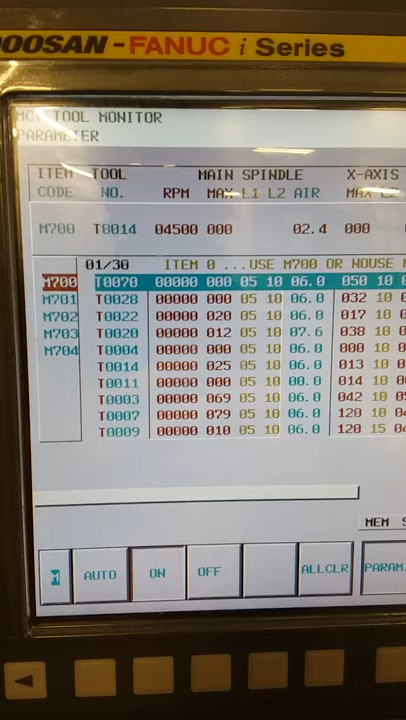 DOOSAN-FANUC i Series
TOOL MONITOR
PARAMETER
ITEM TOOL MAIN SPINDLE X-AXIS
CODE NO. RPM MAX L1 L2 AIR MAX
M700 T0014 04500 000 02.4 000
01/30 ITEM 0 ...USE M700 OR NOUSE
M700 T0070 00000 000 05 10 06.0 050 10
M701 T0028 00000 000 05 10 06.0 032 10
M702 T0022 00000 020 05 10 06.0 017 10
M703 T0020 00000 012 05 10 07.6 038 10
M704 T0004 00000 000 05 10 06.0 000 10
T0014 00000 025 05 10 06.0 013 10
T0011 00000 000 05 10 00.0 014 10
T0003 00000 069 05 10 06.0 042 10
T0007 00000 079 05 10 06.0 120 10
T0009 00000 010 05 10 06.0 120 15
MEM
AUTO ON OFF ALLCLR PARAM.